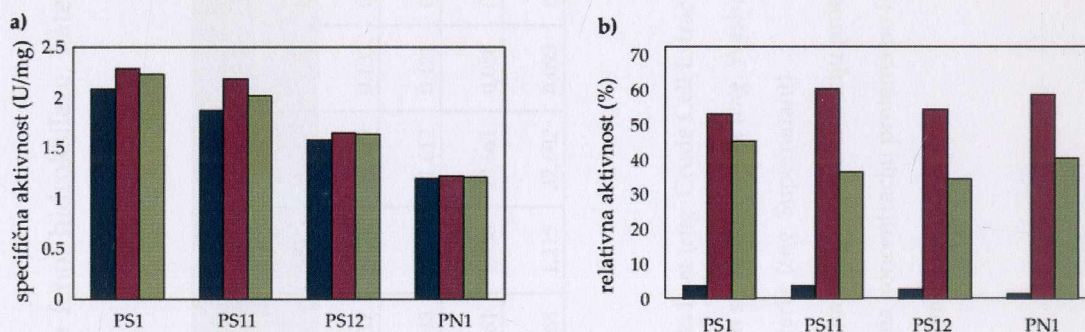 a)
specifična aktivnost (U/mg)
2.5
2
1.5
1
0.5
0
PS1 PS11 PS12 PN1
b)
relativna aktivnost (%)
70
60
50
40
30
20
10
0
PS1 PS11 PS12 PN1